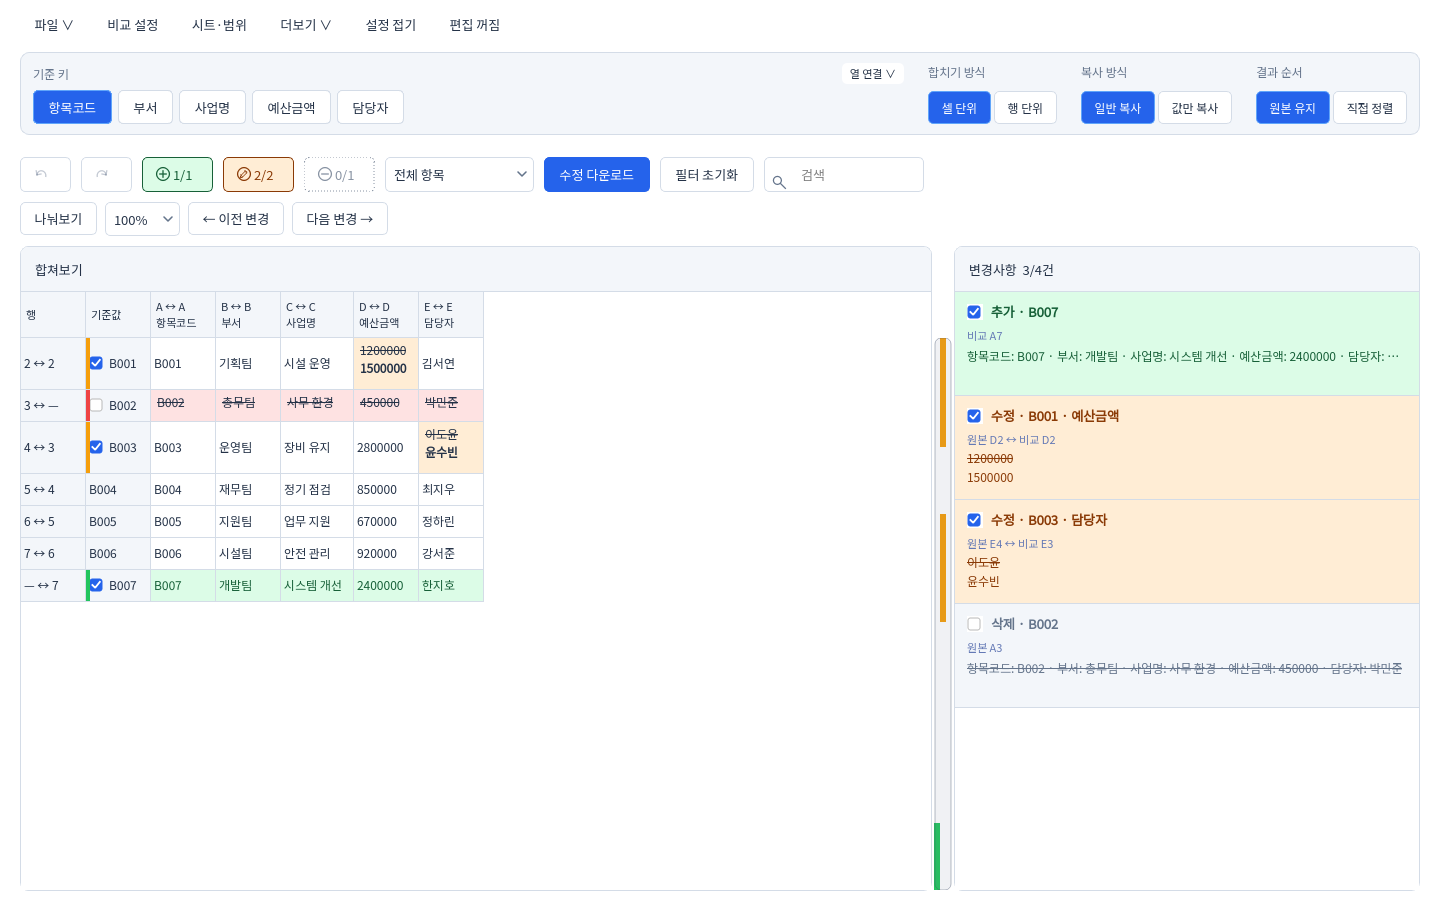 파일 ∨ 비교 설정 시트·범위 더보기 ∨ 설정 접기 편집 꺼짐
기준 키 열 연결 ∨ 합치기 방식 복사 방식 결과 순서
항목코드 부서 사업명 예산금액 담당자 셀 단위 행 단위 일반 복사 값만 복사 원본 유지 직접 정렬
1/1 2/2 0/1 전체 항목 수정 다운로드 필터 초기화 검색
나눠보기 100% ← 이전 변경 다음 변경 →
합쳐보기
행 기준값 A ↔ A 항목코드 B ↔ B 부서 C ↔ C 사업명 D ↔ D 예산금액 E ↔ E 담당자
2 ↔ 2 B001 B001 기획팀 시설 운영 1200000 1500000 김서연
3 ↔ — B002 B002 총무팀 사무 환경 450000 박민준
4 ↔ 3 B003 B003 운영팀 장비 유지 2800000 이도윤 윤수빈
5 ↔ 4 B004 B004 재무팀 정기 점검 850000 최지우
6 ↔ 5 B005 B005 지원팀 업무 지원 670000 정하린
7 ↔ 6 B006 B006 시설팀 안전 관리 920000 강서준
— ↔ 7 B007 B007 개발팀 시스템 개선 2400000 한지호
변경사항 3/4건
추가 · B007
비교 A7
항목코드: B007 · 부서: 개발팀 · 사업명: 시스템 개선 · 예산금액: 2400000 · 담당자: ···
수정 · B001 · 예산금액
원본 D2 ↔ 비교 D2
1200000
1500000
수정 · B003 · 담당자
원본 E4 ↔ 비교 E3
이도윤
윤수빈
삭제 · B002
원본 A3
항목코드: B002 · 부서: 총무팀 · 사업명: 사무 환경 · 예산금액: 450000 · 담당자: 박민준